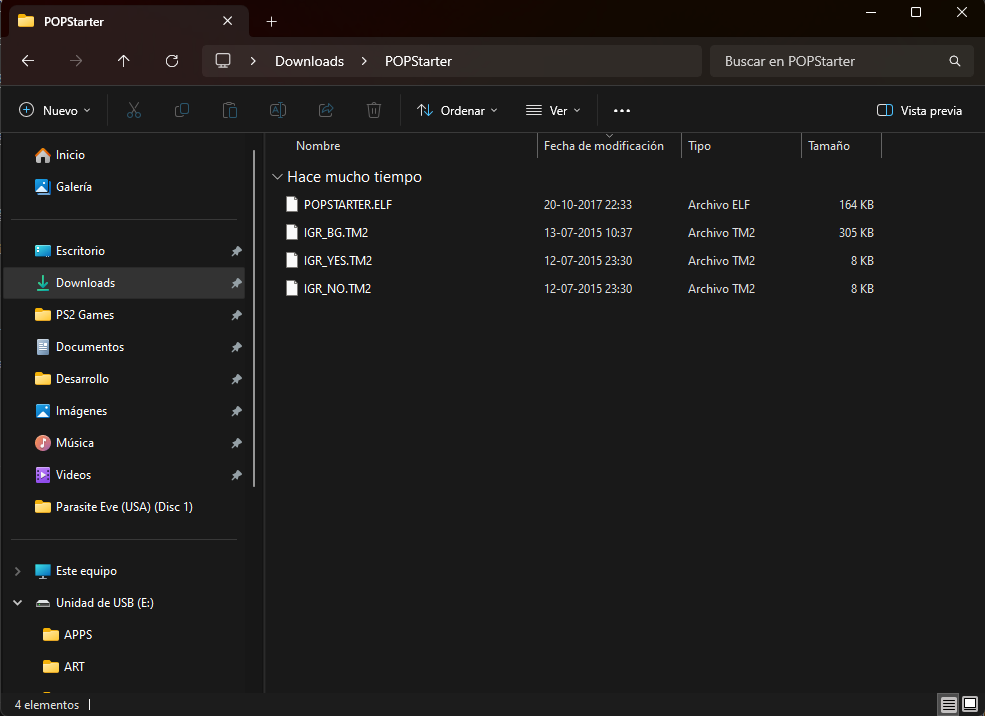 POPStarter
Downloads POPStarter
Buscar en POPStarter
Nuevo
Ordenar
Ver
Vista previa
Inicio
Galería
Escritorio
Downloads
PS2 Games
Documentos
Desarrollo
Imágenes
Música
Videos
Parasite Eve (USA) (Disc 1)
Este equipo
Unidad de USB (E:)
APPS
ART
Nombre Fecha de modificación Tipo Tamaño
Hace mucho tiempo
POPSTARTER.ELF 20-10-2017 22:33 Archivo ELF 164 KB
IGR_BG.TM2 13-07-2015 10:37 Archivo TM2 305 KB
IGR_YES.TM2 12-07-2015 23:30 Archivo TM2 8 KB
IGR_NO.TM2 12-07-2015 23:30 Archivo TM2 8 KB
4 elementos